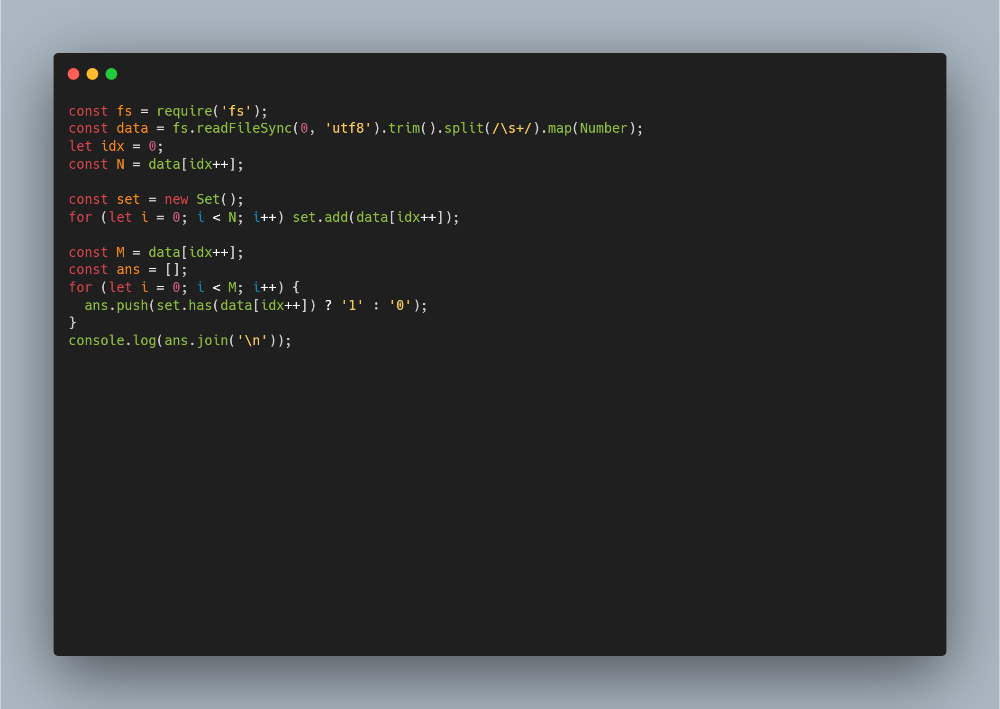 const fs = require('fs');
const data = fs.readFileSync(0, 'utf8').trim().split(/\s+/).map(Number);
let idx = 0;
const N = data[idx++];

const set = new Set();
for (let i = 0; i < N; i++) set.add(data[idx++]);

const M = data[idx++];
const ans = [];
for (let i = 0; i < M; i++) {
  ans.push(set.has(data[idx++]) ? '1' : '0');
}
console.log(ans.join('\n'));